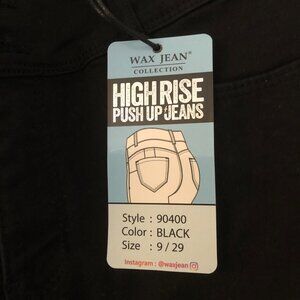 WAX JEAN®
COLLECTION
HIGH RISE
PUSH UP JEANS
Style : 90400
Color : BLACK
Size : 9 / 29
Instagram : @waxjean